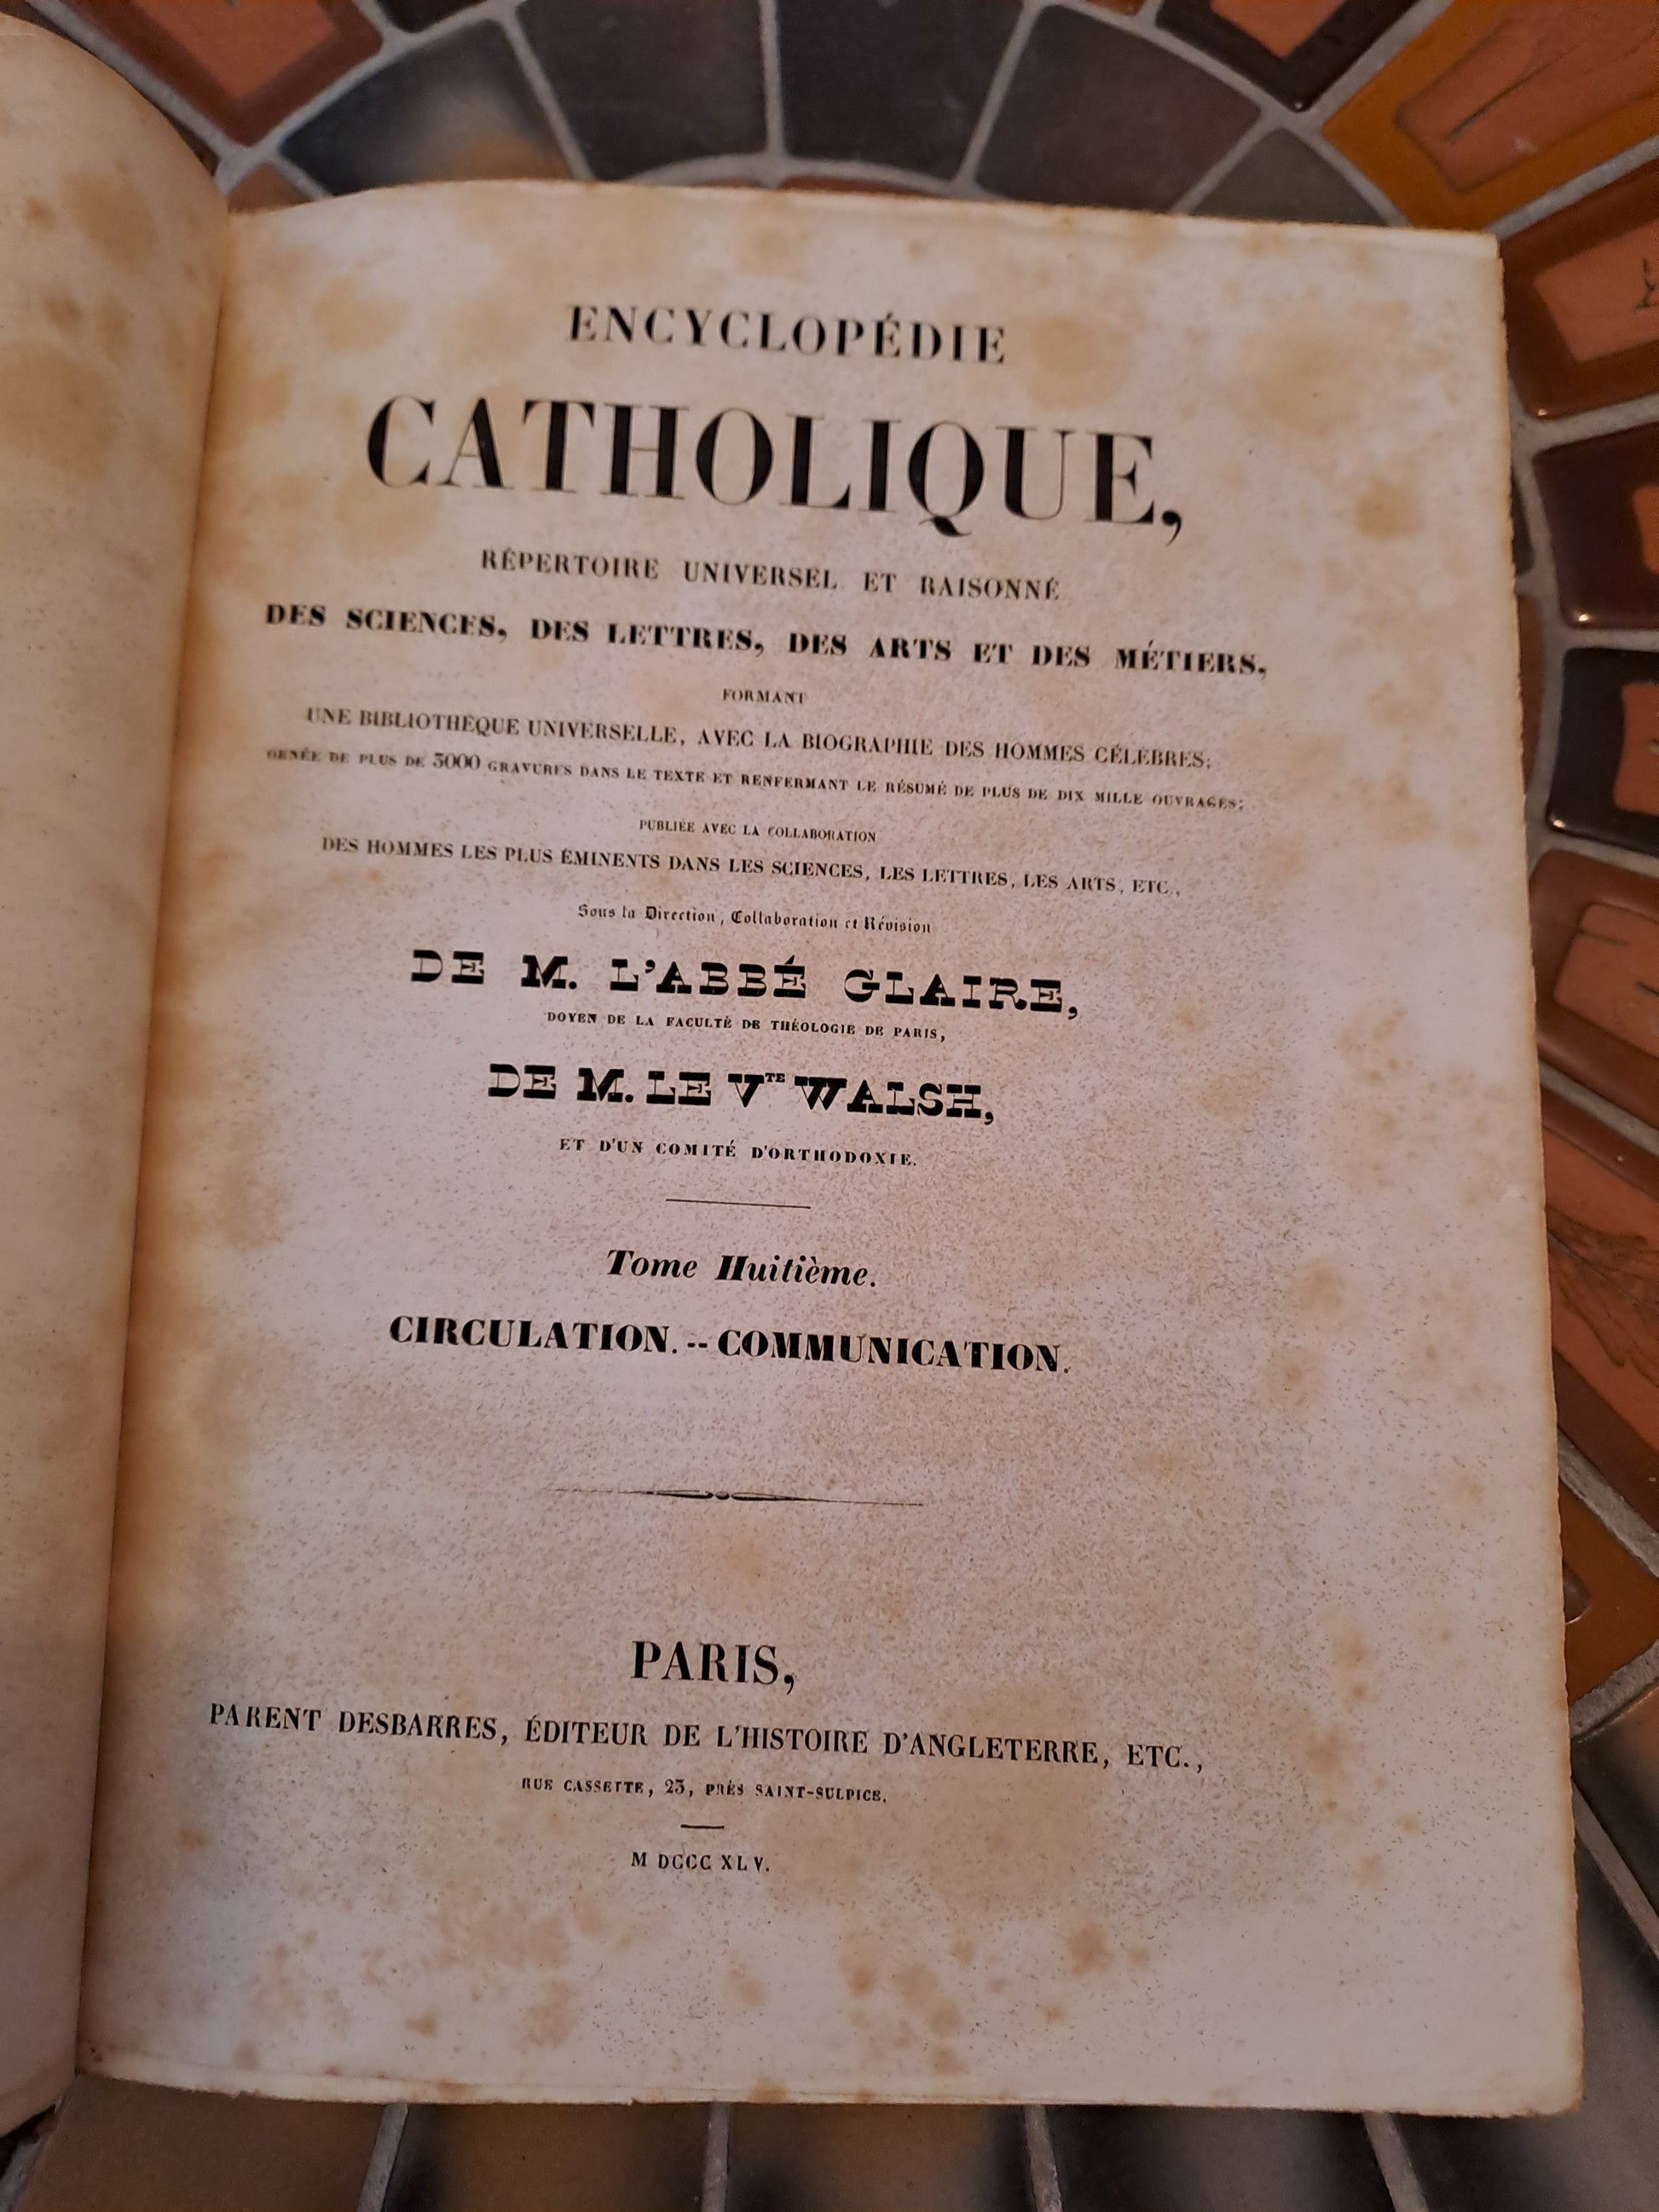 ENCYCLOPÉDIE
CATHOLIQUE,
RÉPERTOIRE UNIVERSEL ET RAISONNÉ
DES SCIENCES, DES LETTRES, DES ARTS ET DES MÉTIERS,
FORMANT
UNE BIBLIOTHÈQUE UNIVERSELLE, AVEC LA BIOGRAPHIE DES HOMMES CÉLÈBRES;
ORNÉE DE PLUS DE 3000 GRAVURES DANS LE TEXTE ET RENFERMANT LE RÉSUMÉ DE PLUS DE DIX MILLE OUVRAGES;
PUBLIÉE AVEC LA COLLABORATION
DES HOMMES LES PLUS ÉMINENTS DANS LES SCIENCES, LES LETTRES, LES ARTS, ETC.,
Sous la Direction, Collaboration et Révision
DE M. L'ABBÉ GLAIRE,
DOYEN DE LA FACULTÉ DE THÉOLOGIE DE PARIS,
DE M. LE VTE WALSH,
ET D'UN COMITÉ D'ORTHODOXIE.
Tome Huitième.
CIRCULATION.--COMMUNICATION.
PARIS,
PARENT DESBARRES, ÉDITEUR DE L'HISTOIRE D'ANGLETERRE, ETC.,
RUE CASSETTE, 23, PRÈS SAINT-SULPICE.
M DCCC XLV.